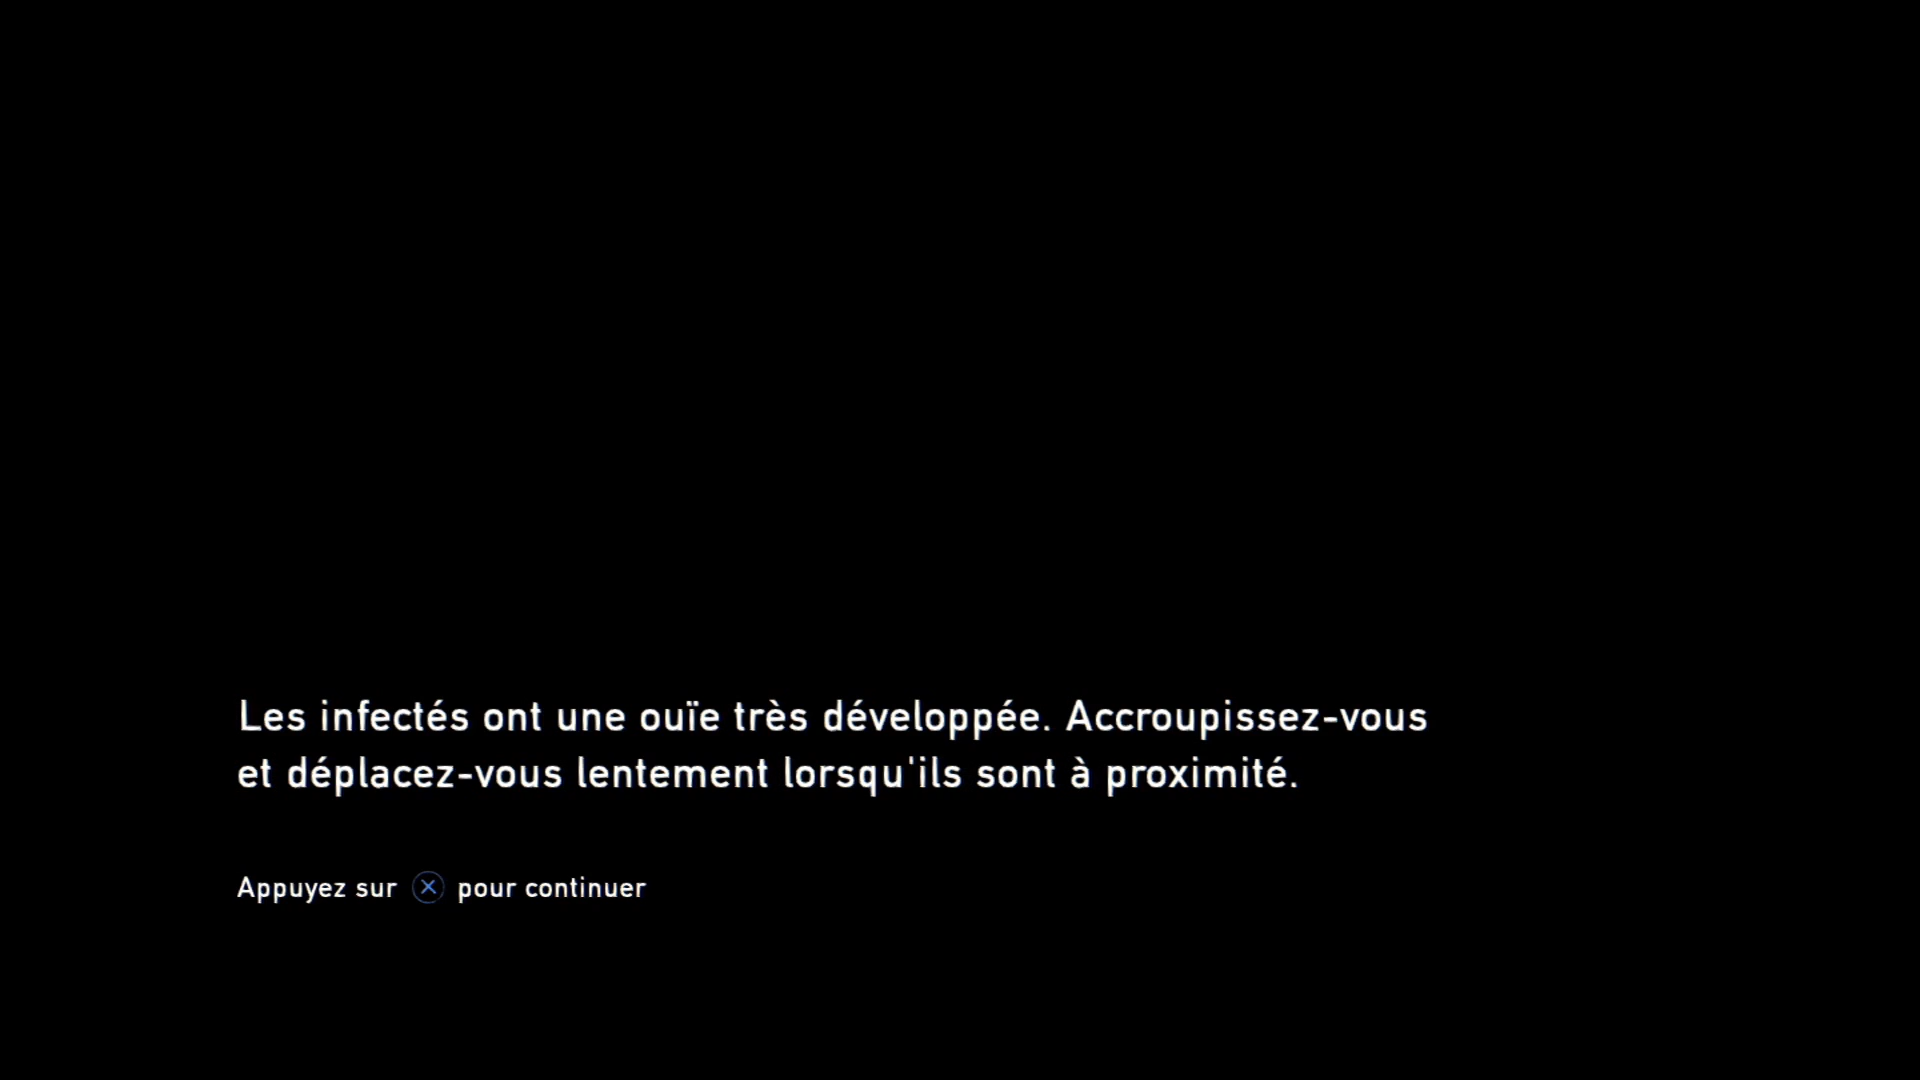 Les infectés ont une ouïe très développée. Accroupissez-vous
et déplacez-vous lentement lorsqu'ils sont à proximité.
Appuyez sur ⓧ pour continuer